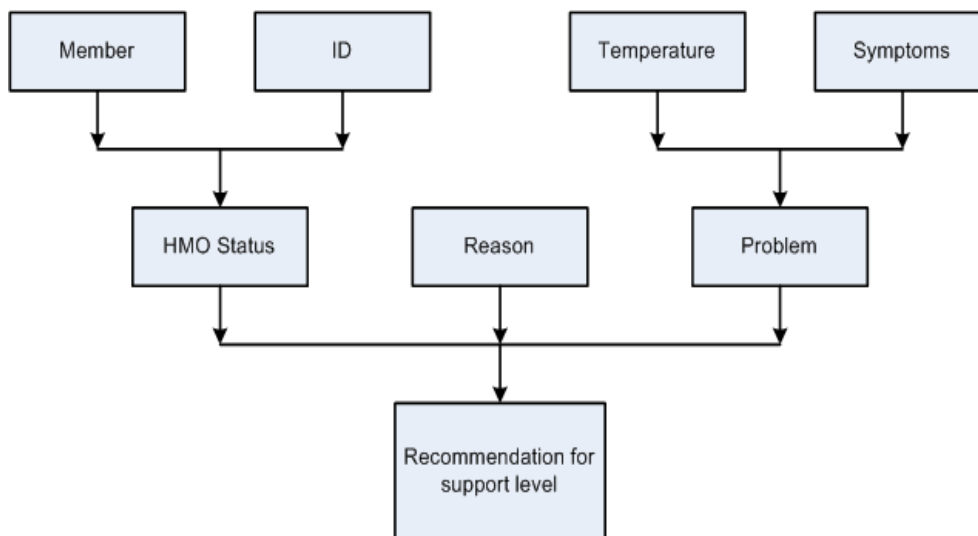 Member
ID
Temperature
Symptoms
HMO Status
Reason
Problem
Recommendation for
support level